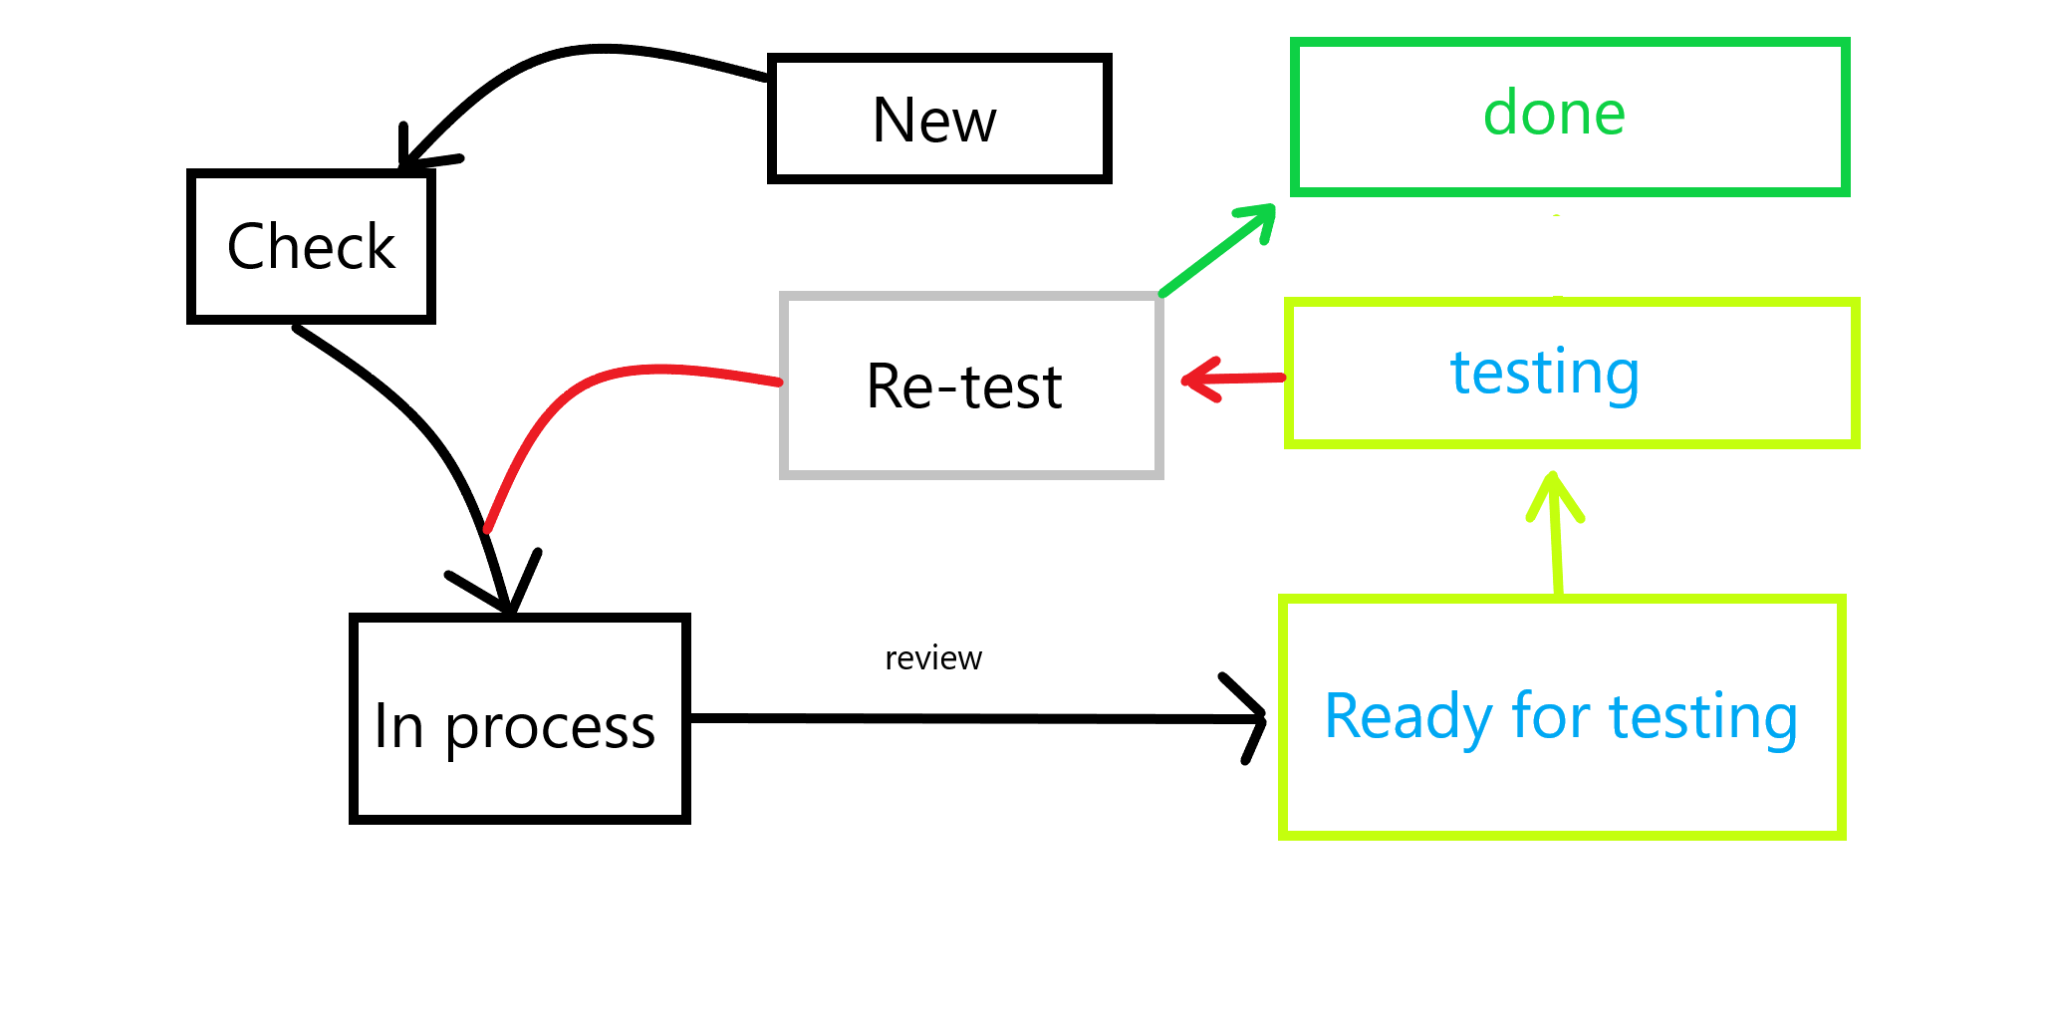 New
done
Check
Re-test
testing
review
In process
Ready for testing